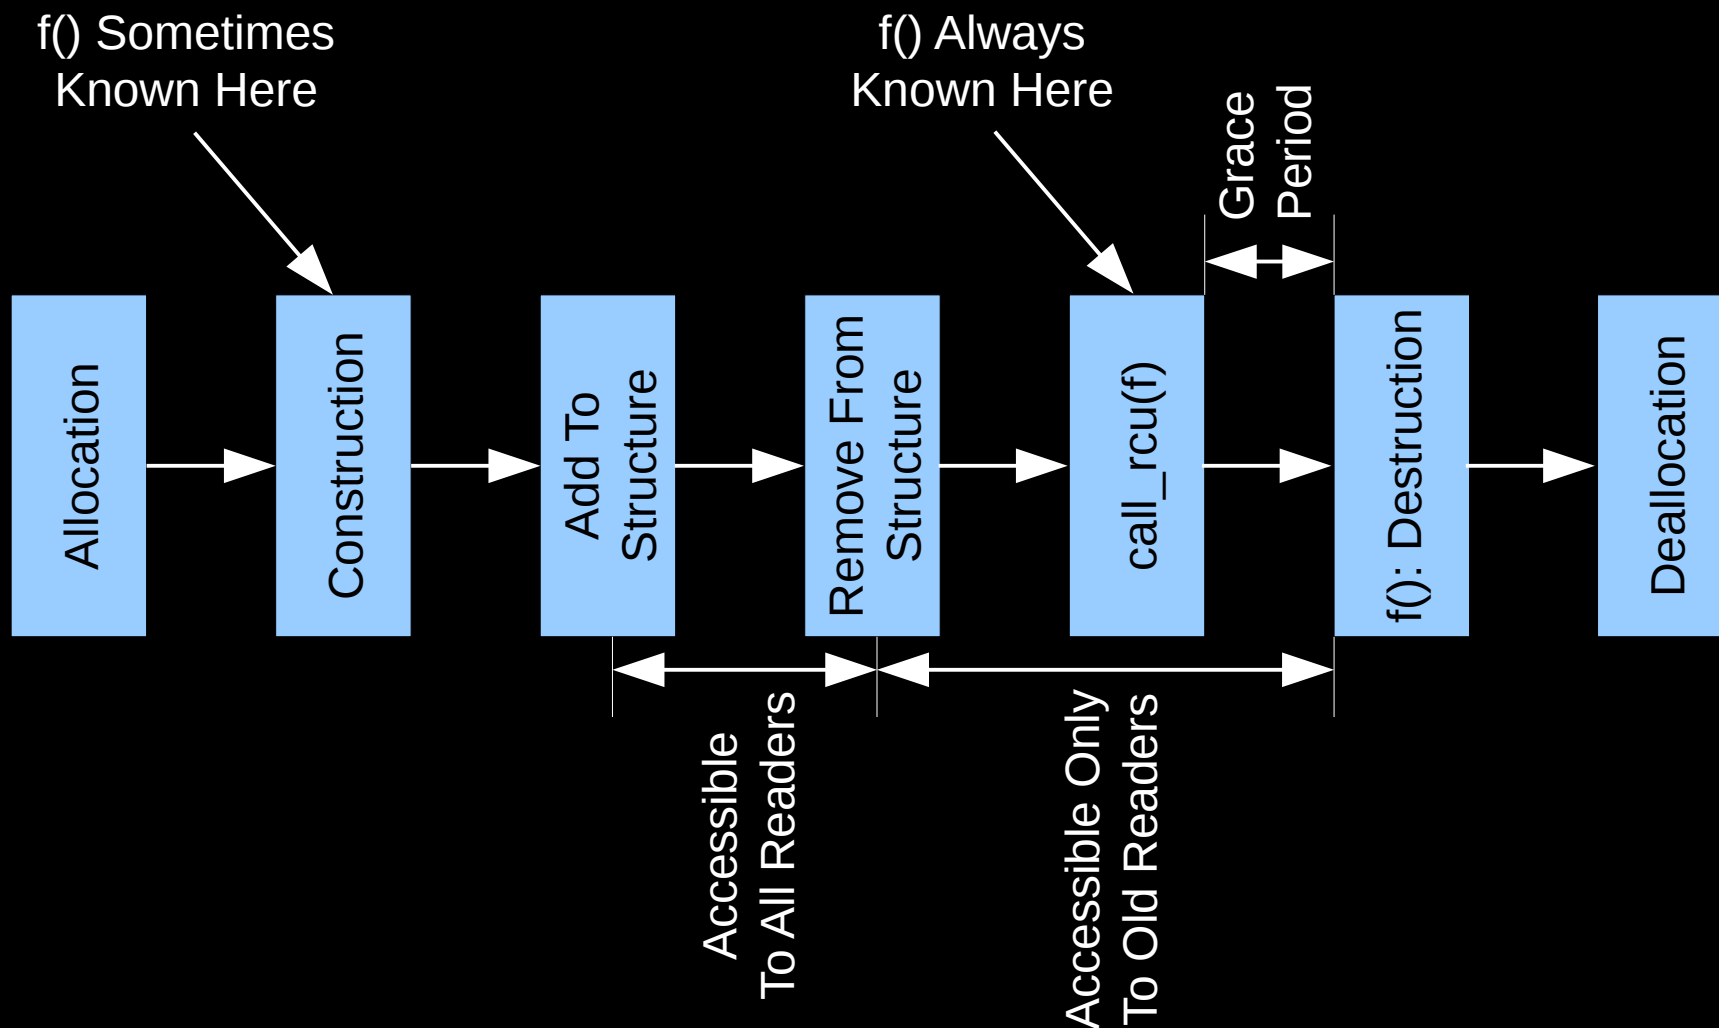 f() Sometimes
Known Here
f() Always
Known Here
Grace
Period
Allocation
Construction
Add To
Structure
Remove From
Structure
call_rcu(f)
f(): Destruction
Deallocation
Accessible
To All Readers
Accessible Only
To Old Readers